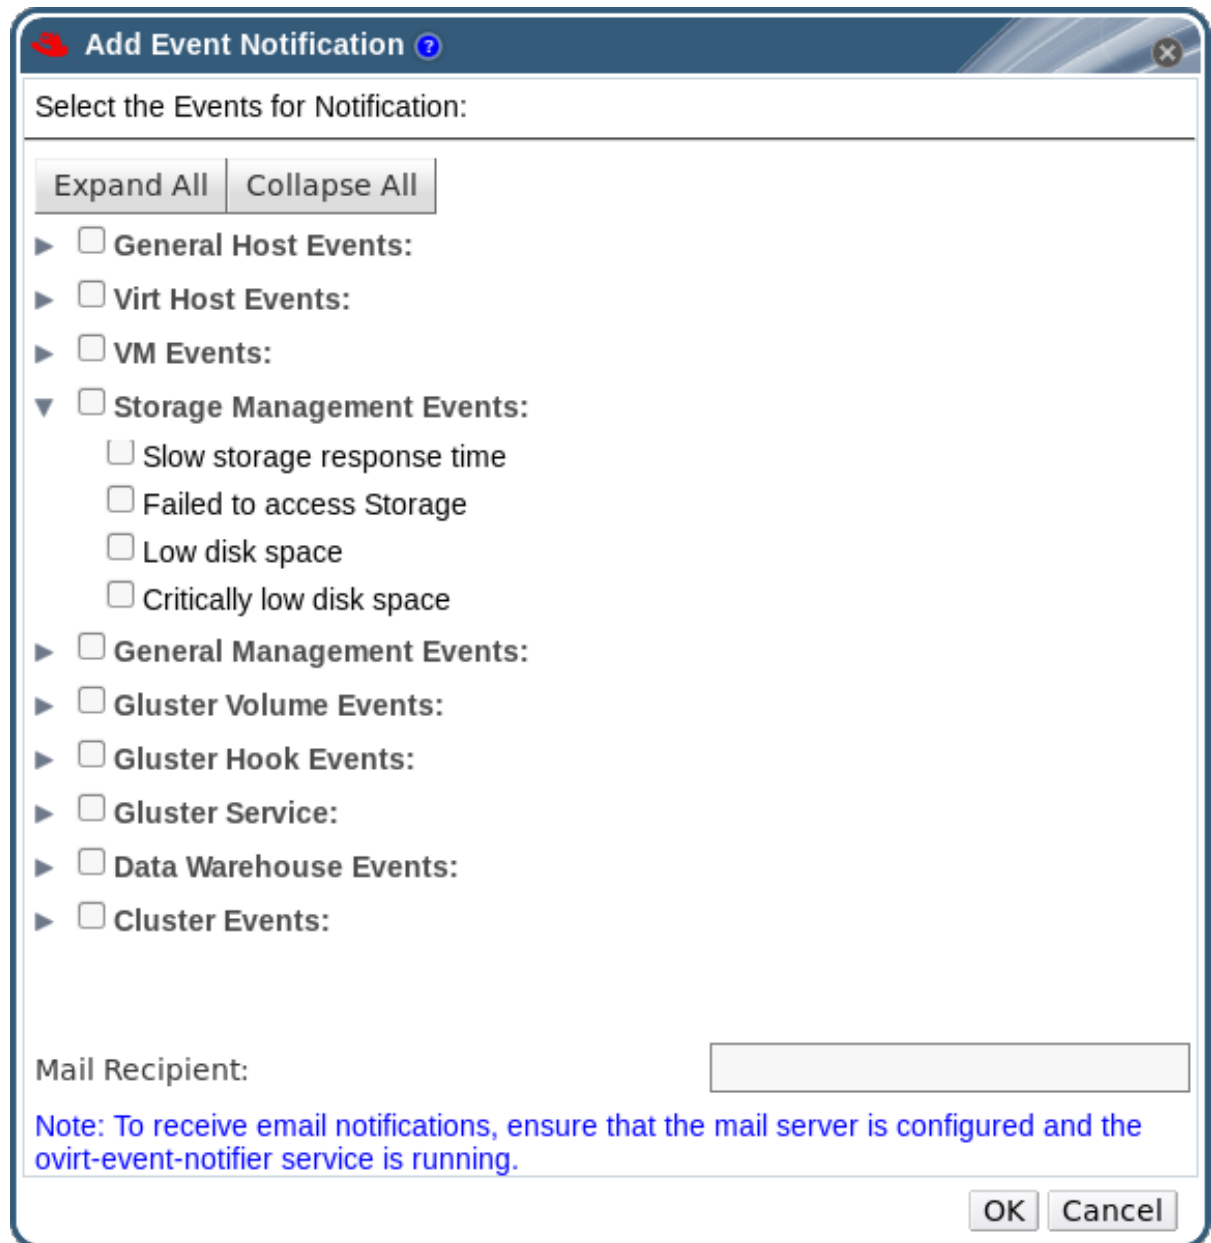 Add Event Notification ?
Select the Events for Notification:
Expand All Collapse All
General Host Events:
Virt Host Events:
VM Events:
Storage Management Events:
Slow storage response time
Failed to access Storage
Low disk space
Critically low disk space
General Management Events:
Gluster Volume Events:
Gluster Hook Events:
Gluster Service:
Data Warehouse Events:
Cluster Events:
Mail Recipient:
Note: To receive email notifications, ensure that the mail server is configured and the
ovirt-event-notifier service is running.
OK Cancel